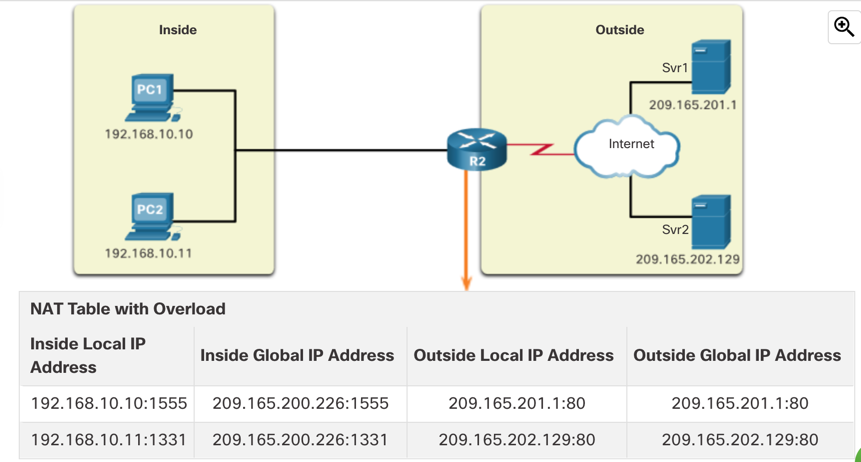 Inside
Outside
PC1
192.168.10.10
PC2
192.168.10.11
R2
Internet
Svr1
209.165.201.1
Svr2
209.165.202.129
NAT Table with Overload
Inside Local IP
Address
Inside Global IP Address
Outside Local IP Address
Outside Global IP Address
192.168.10.10:1555 209.165.200.226:1555 209.165.201.1:80 209.165.201.1:80
192.168.10.11:1331 209.165.200.226:1331 209.165.202.129:80 209.165.202.129:80